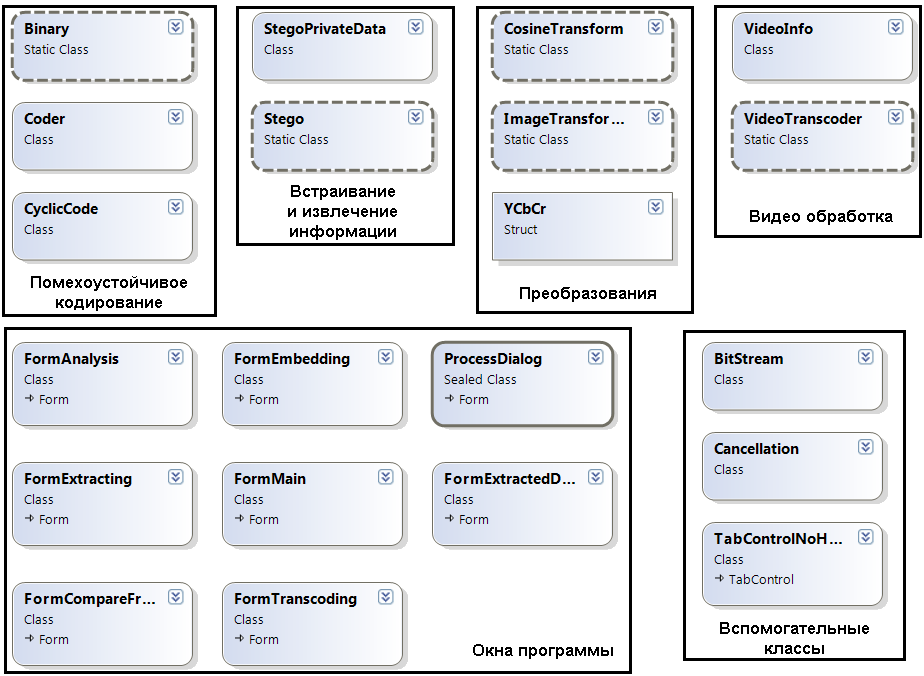 Binary
Static Class
Coder
Class
CyclicCode
Class
Помехоустойчивое
кодирование
StegoPrivateData
Class
Stego
Static Class
Встраивание
и извлечение
информации
CosineTransform
Static Class
ImageTransfor...
Static Class
YCbCr
Struct
Преобразования
VideoInfo
Class
VideoTranscoder
Static Class
Видео обработка
FormAnalysis
Class
Form
FormEmbedding
Class
Form
ProcessDialog
Sealed Class
Form
FormExtracting
Class
Form
FormMain
Class
Form
FormExtractedD...
Class
Form
FormCompareFr...
Class
Form
FormTranscoding
Class
Form
Окна программы
BitStream
Class
Cancellation
Class
TabControlNoH...
Class
TabControl
Вспомогательные
классы